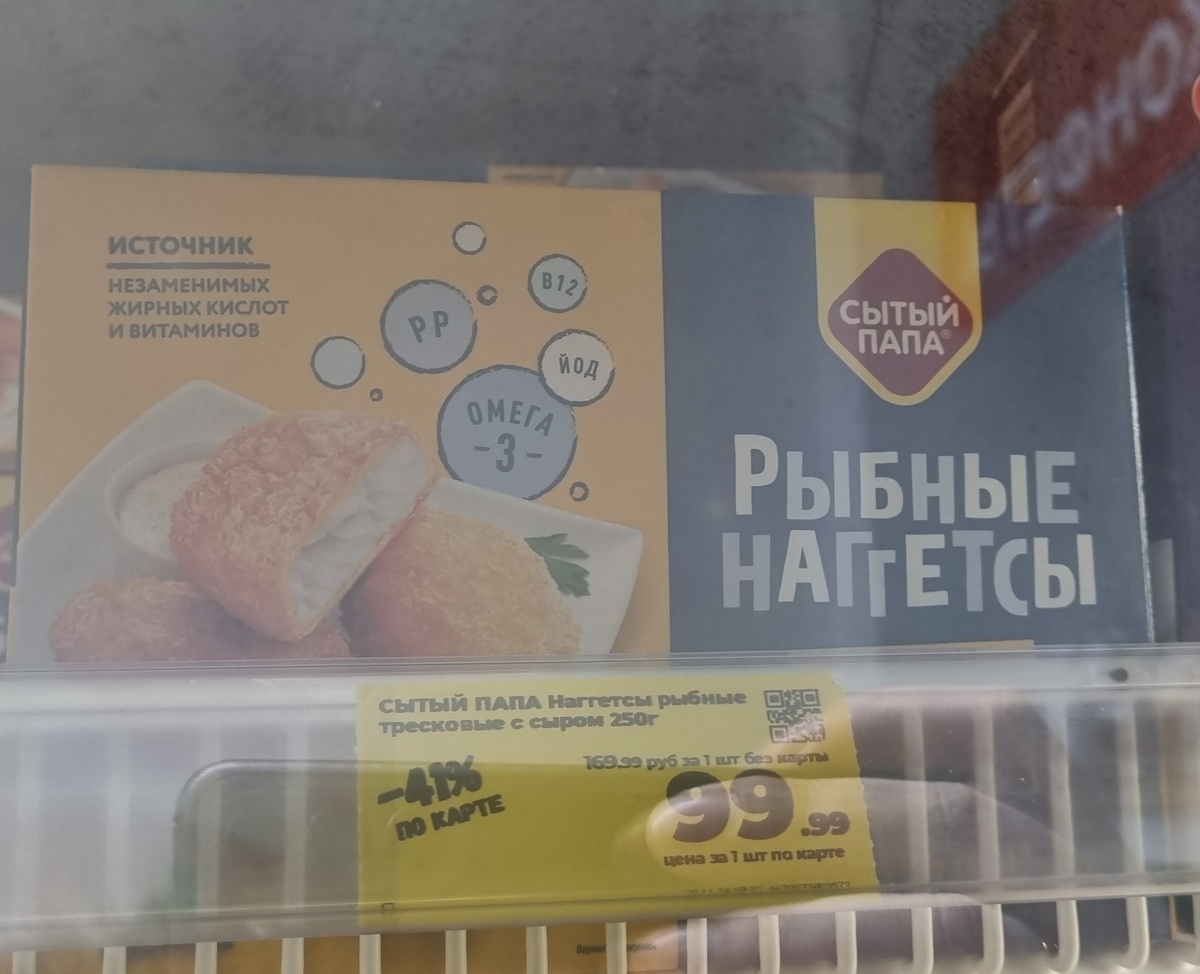 ИСТОЧНИК
НЕЗАМЕНИМЫХ
ЖИРНЫХ КИСЛОТ
И ВИТАМИНОВ
B12
PP
ЙОД
ОМЕГА
-3-
СЫТЫЙ
ПАПА®
РЫБНЫЕ
НАГГЕТСЫ
СЫТЫЙ ПАПА Наггетсы рыбные
тресковые с сыром 250г
169.99 руб за 1 шт без карты
-41%
ПО КАРТЕ
99.99
цена за 1 шт по карте